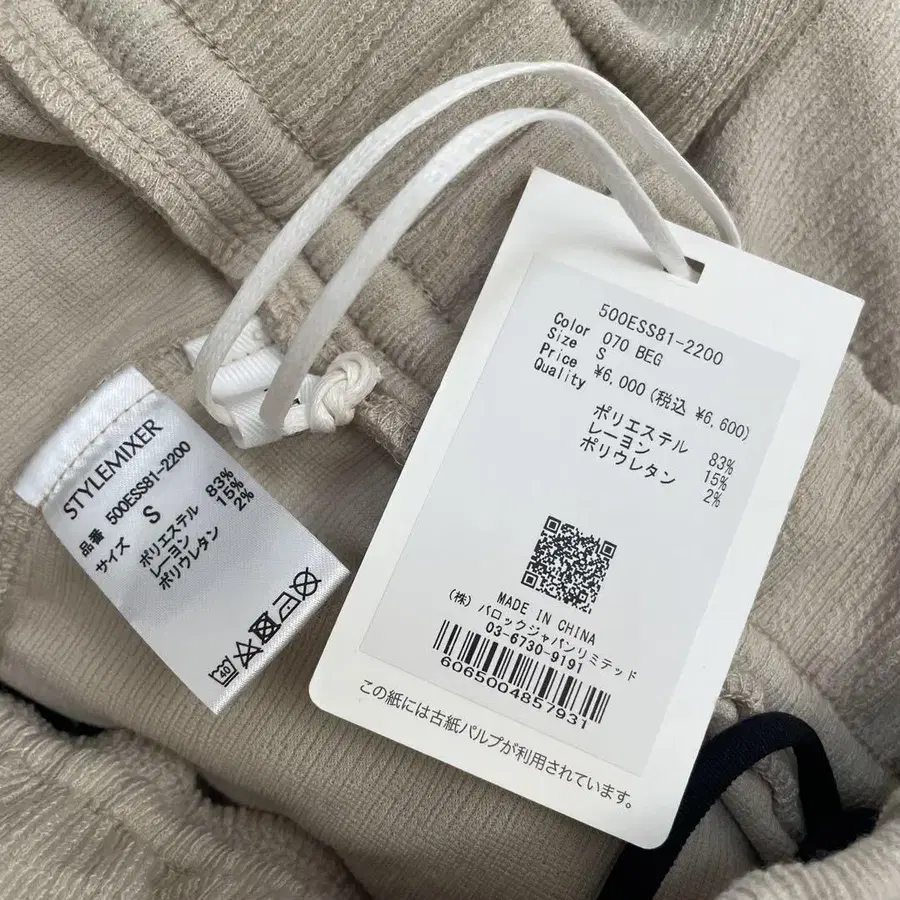 STYLEMIXER
品番 500ESS81-2200
サイズ S
ポリエステル 83%
レーヨン 15%
ポリウレタン 2%
40
500ESS81-2200
Color 070 BEG
Size S
Price ¥6,000(税込 ¥6,600)
Quality
ポリエステル 83%
レーヨン 15%
ポリウレタン 2%
MADE IN CHINA
(株) バロックジャパンリミテッド
03-6730-9191
6065004857931
この紙には古紙パルプが利用されています。